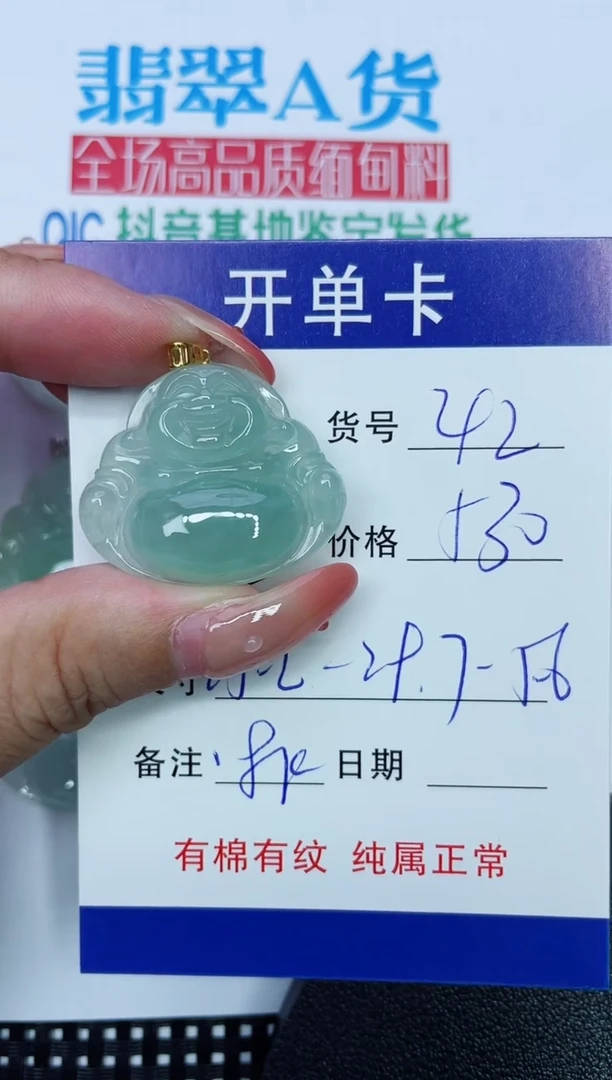 翡翠A货
全场高品质缅甸料
QIC 抖音基地鉴定发货
开单卡
货号 42
价格
备注 日期
有棉有纹 纯属正常